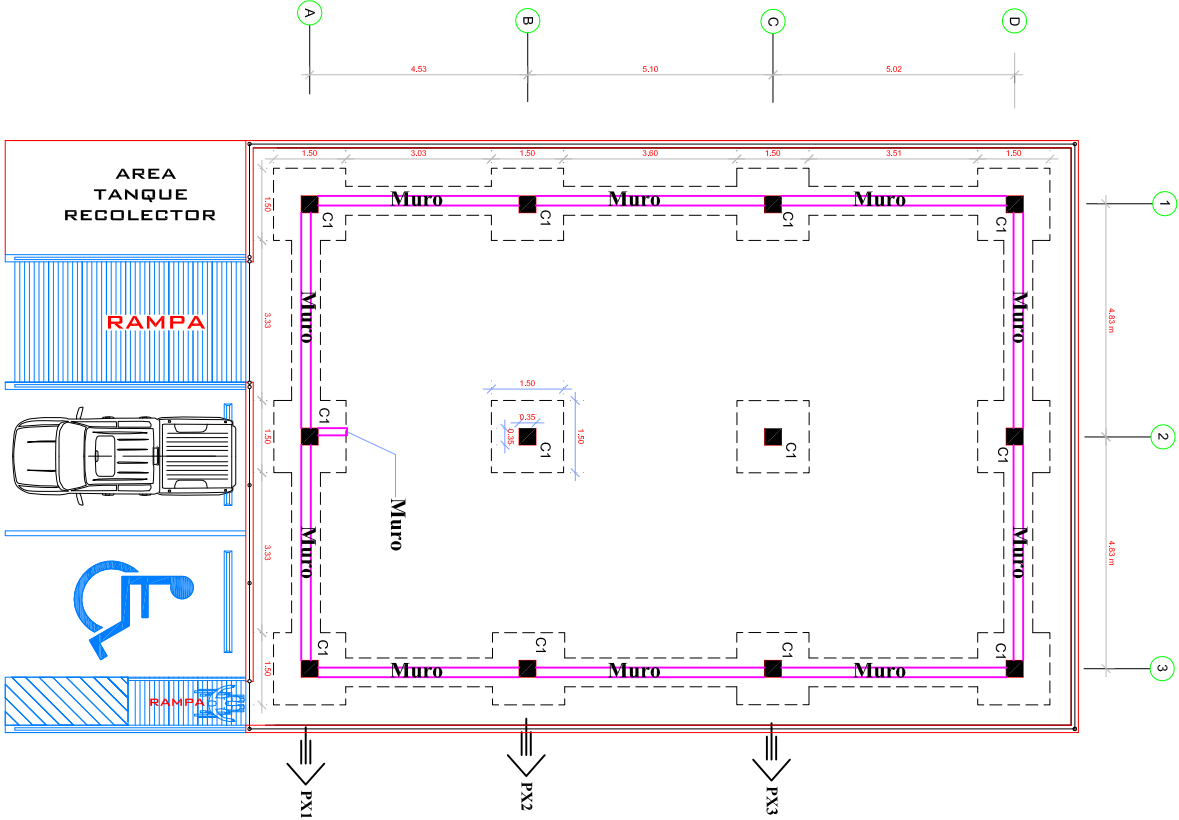 A
B
C
D
4.53
5.10
5.02
1.50
3.03
1.50
3.60
1.50
3.51
1.50
AREA
TANQUE
RECOLECTOR
1.50
Muro
Muro
Muro
C1
C1
C1
C1
1
RAMPA
3.33
Muro
Muro
4.83 m
1.50
C1
1.50
0.35
0.35
C1
1.50
C1
C1
2
Muro
3.33
Muro
Muro
4.83 m
C1
C1
C1
C1
1.50
Muro
Muro
Muro
3
RAMPA
PX1
PX2
PX3